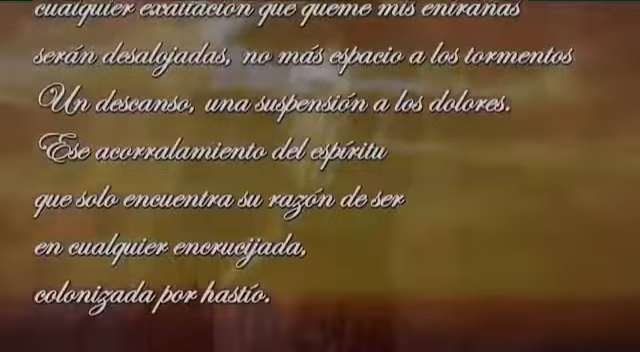 cualquier exaltación que queme mis entrañas
serán desalojadas, no más espacio a los tormentos
Un descanso, una suspensión a los dolores.
Ese acorralamiento del espíritu
que solo encuentra su razón de ser
en cualquier encrucijada,
colonizada por hastío.